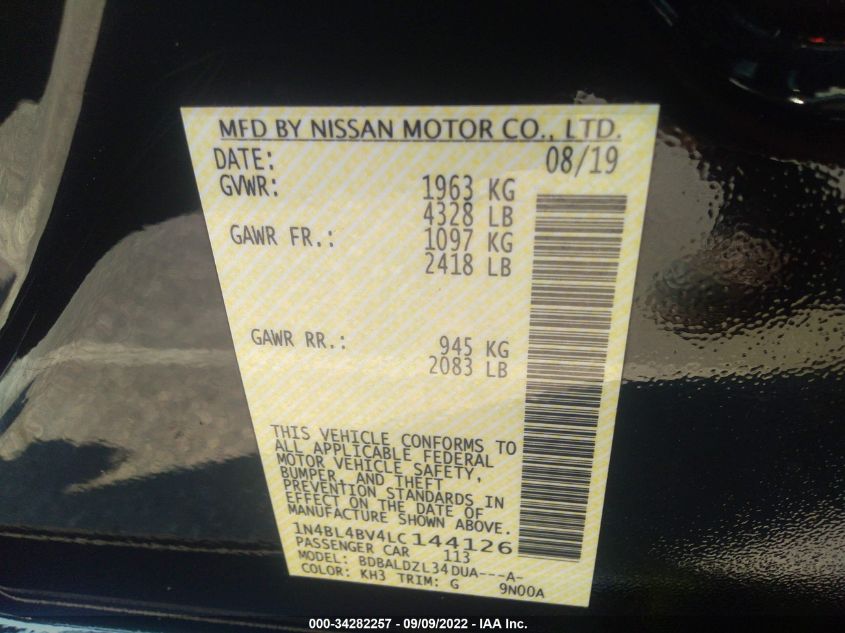 MFD BY NISSAN MOTOR CO., LTD.
DATE: 08/19
GVWR: 1963 KG
4328 LB
GAWR FR.: 1097 KG
2418 LB
GAWR RR.: 945 KG
2083 LB
THIS VEHICLE CONFORMS TO
ALL APPLICABLE FEDERAL
MOTOR VEHICLE SAFETY,
BUMPER, AND THEFT
PREVENTION STANDARDS IN
EFFECT ON THE DATE OF
MANUFACTURE SHOWN ABOVE.
1N4BL4BV4LC144126
PASSENGER CAR 113
MODEL: BDBALDZL34DUA---A-
COLOR: KH3 TRIM: G 9N00A
000-34282257 - 09/09/2022 - IAA Inc.